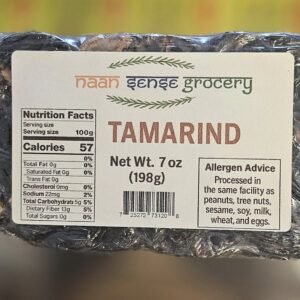 naan sense grocery
Nutrition Facts
Serving size
Serving size 100g
Calories 57
0%
Total Fat 0g 0%
Saturated Fat 0g 0%
Trans Fat 0g
Cholesterol 0mg 0%
Sodium 22mg 2%
Total Carbohydrate 5g 5%
Dietary Fiber 13g 5%
Total Sugars 0g 0%
TAMARIND
Net Wt. 7 oz
(198g)
Allergen Advice
Processed in
the same facility as
peanuts, tree nuts,
sesame, soy, milk,
wheat, and eggs.